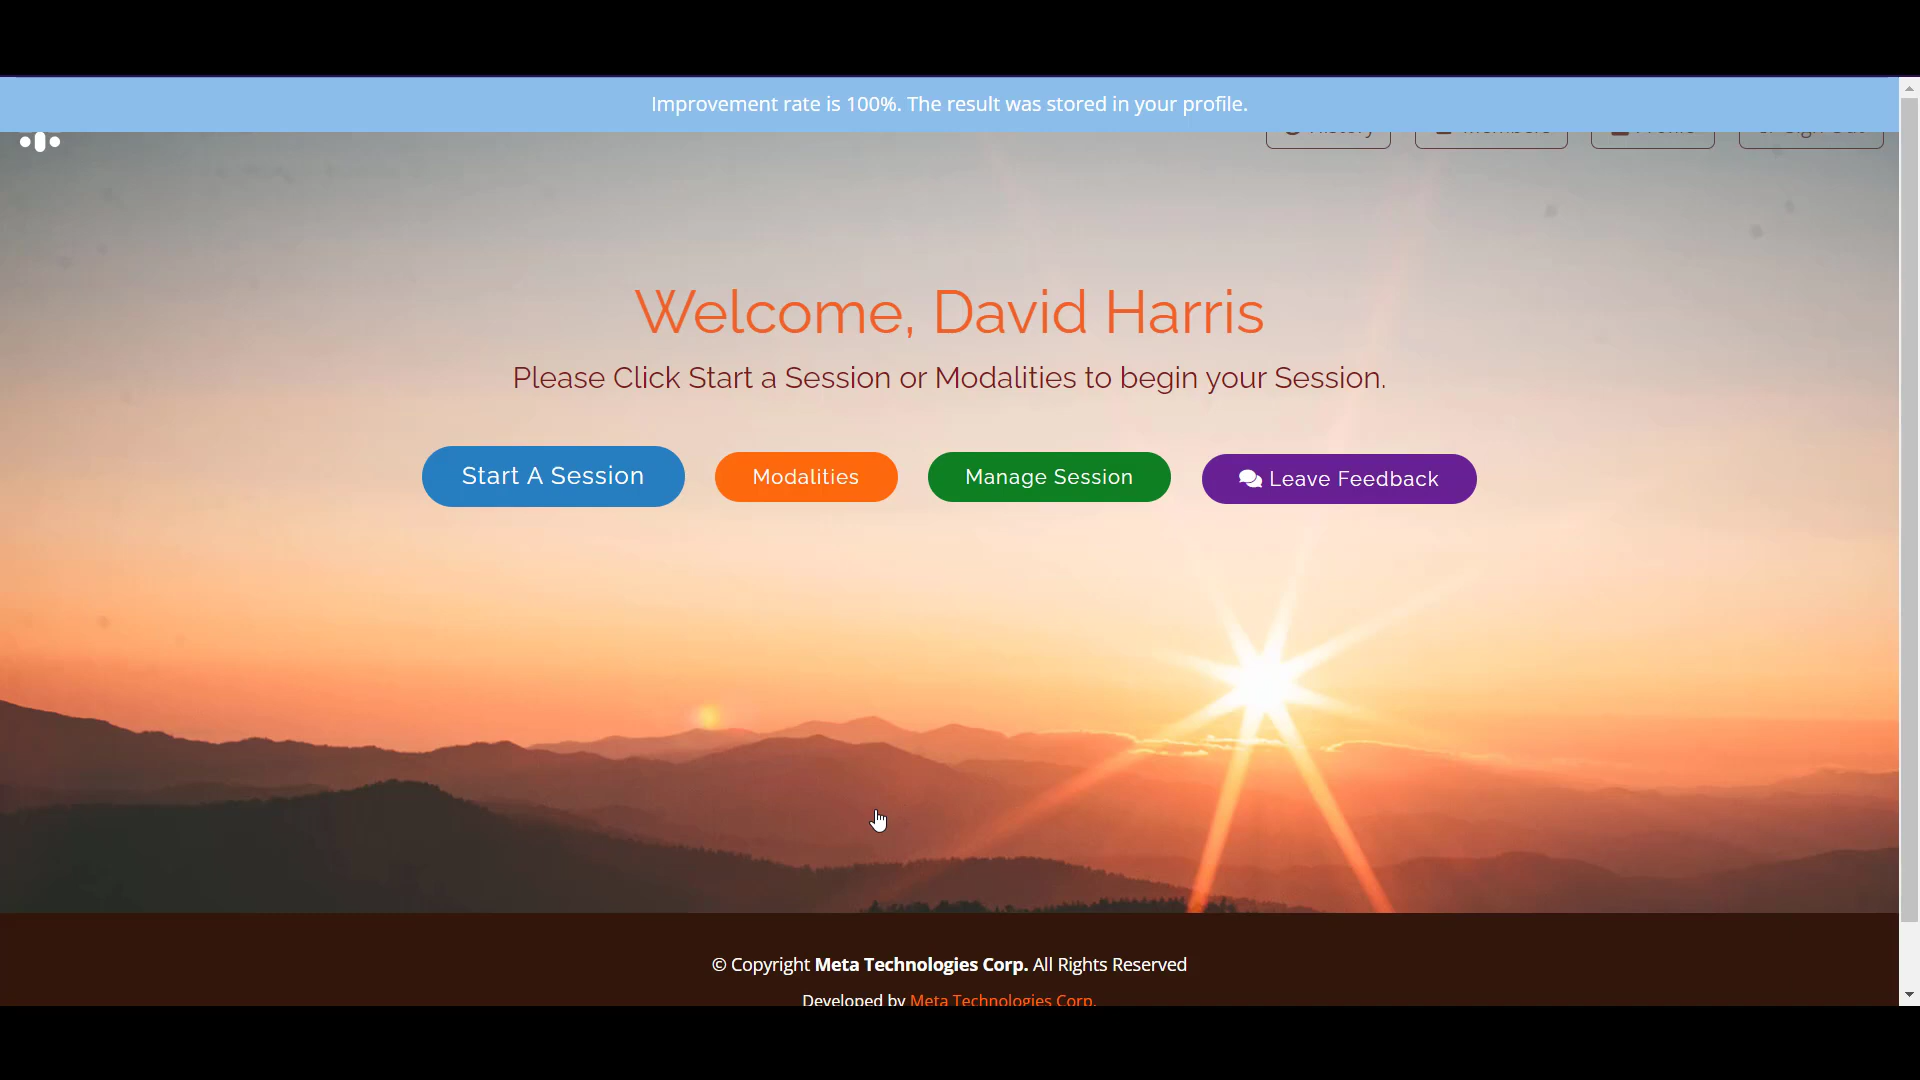 Improvement rate is 100%. The result was stored in your profile.
Welcome, David Harris
Please Click Start a Session or Modalities to begin your Session.
Start A Session
Modalities
Manage Session
Leave Feedback
© Copyright Meta Technologies Corp. All Rights Reserved
Developed by Meta Technologies Corp.